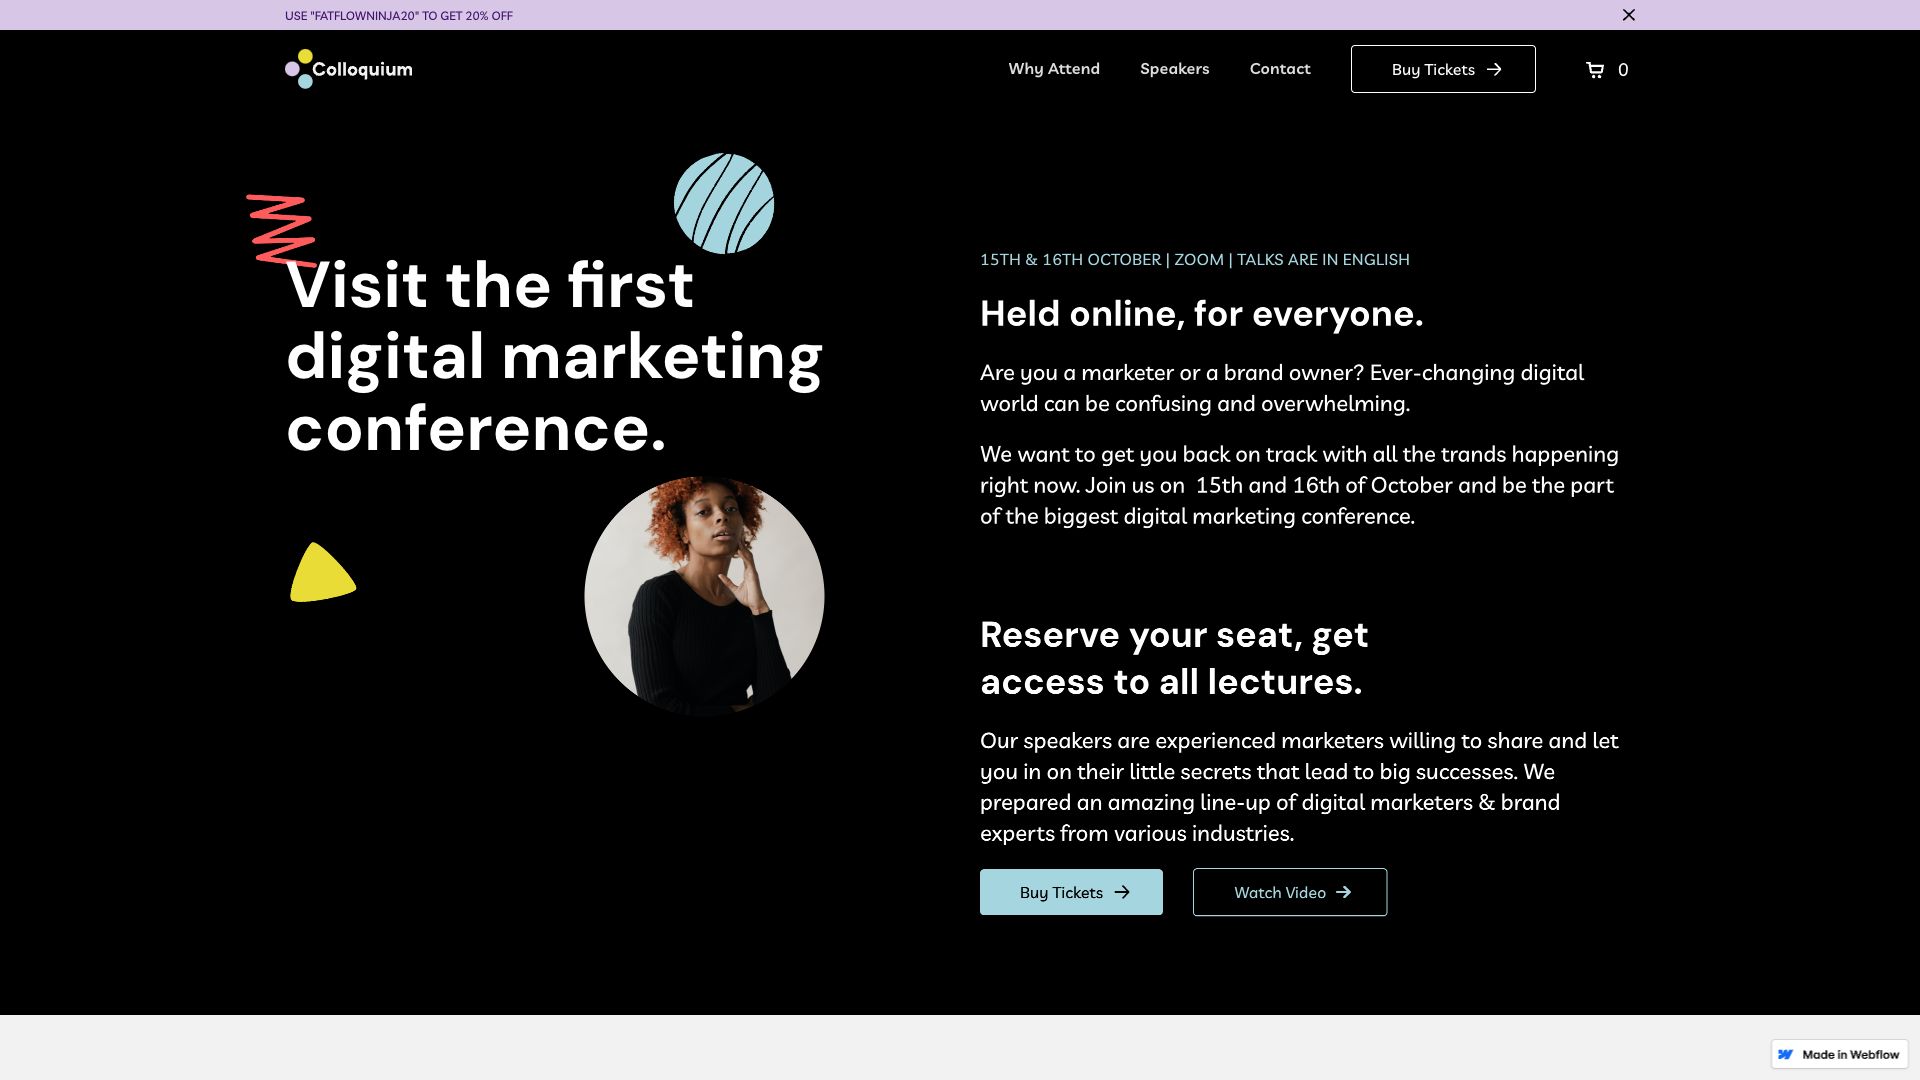 USE "FATFLOWNINJA20" TO GET 20% OFF
Colloquium
Why Attend
Speakers
Contact
Buy Tickets
0
Visit the first
digital marketing
conference.
15TH & 16TH OCTOBER | ZOOM | TALKS ARE IN ENGLISH
Held online, for everyone.
Are you a marketer or a brand owner? Ever-changing digital
world can be confusing and overwhelming.
We want to get you back on track with all the trands happening
right now. Join us on  15th and 16th of October and be the part
of the biggest digital marketing conference.
Reserve your seat, get
access to all lectures.
Our speakers are experienced marketers willing to share and let
you in on their little secrets that lead to big successes. We
prepared an amazing line-up of digital marketers & brand
experts from various industries.
Buy Tickets
Watch Video
Made in Webflow